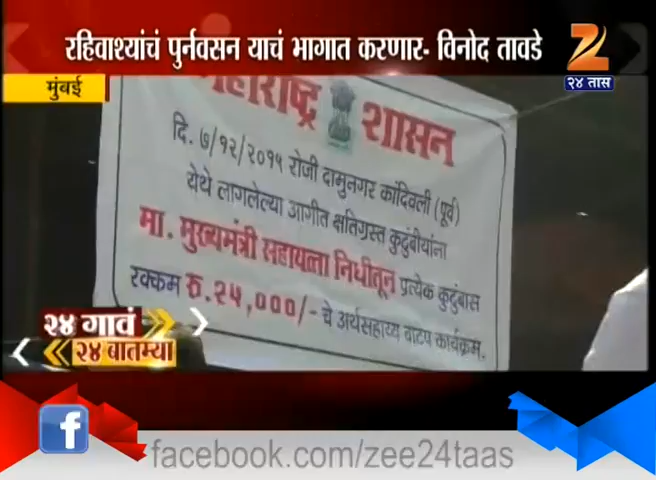 रहिवाश्यांचं पुर्नवसन याचं भागात करणार- विनोद तावडे
२४ तास
मुंबई
महाराष्ट्र शासन
दि. ७/१२/२०१५ रोजी दामुनगर कांदिवली (पूर्व)
येथे लागलेल्या आगीत क्षतिग्रस्त कुटुंबीयांना
मा. मुख्यमंत्री सहायता निधीतून प्रत्येक कुटुंबास
रक्कम रु.२५,०००/- चे अर्थसहाय्य वाटप कार्यक्रम.
२४ गावं
२४ बातम्या
f
facebook.com/zee24taas